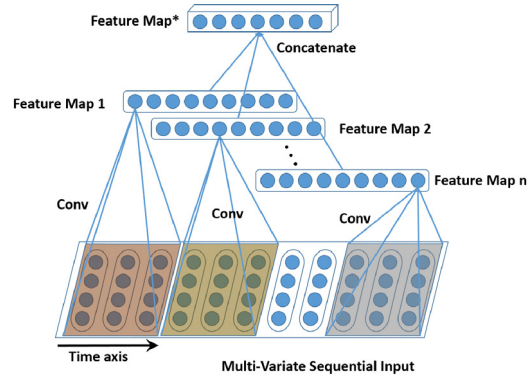 Feature Map*
Concatenate
Feature Map 1
Feature Map 2
Feature Map n
Conv
Conv
Conv
Time axis
Multi-Variate Sequential Input